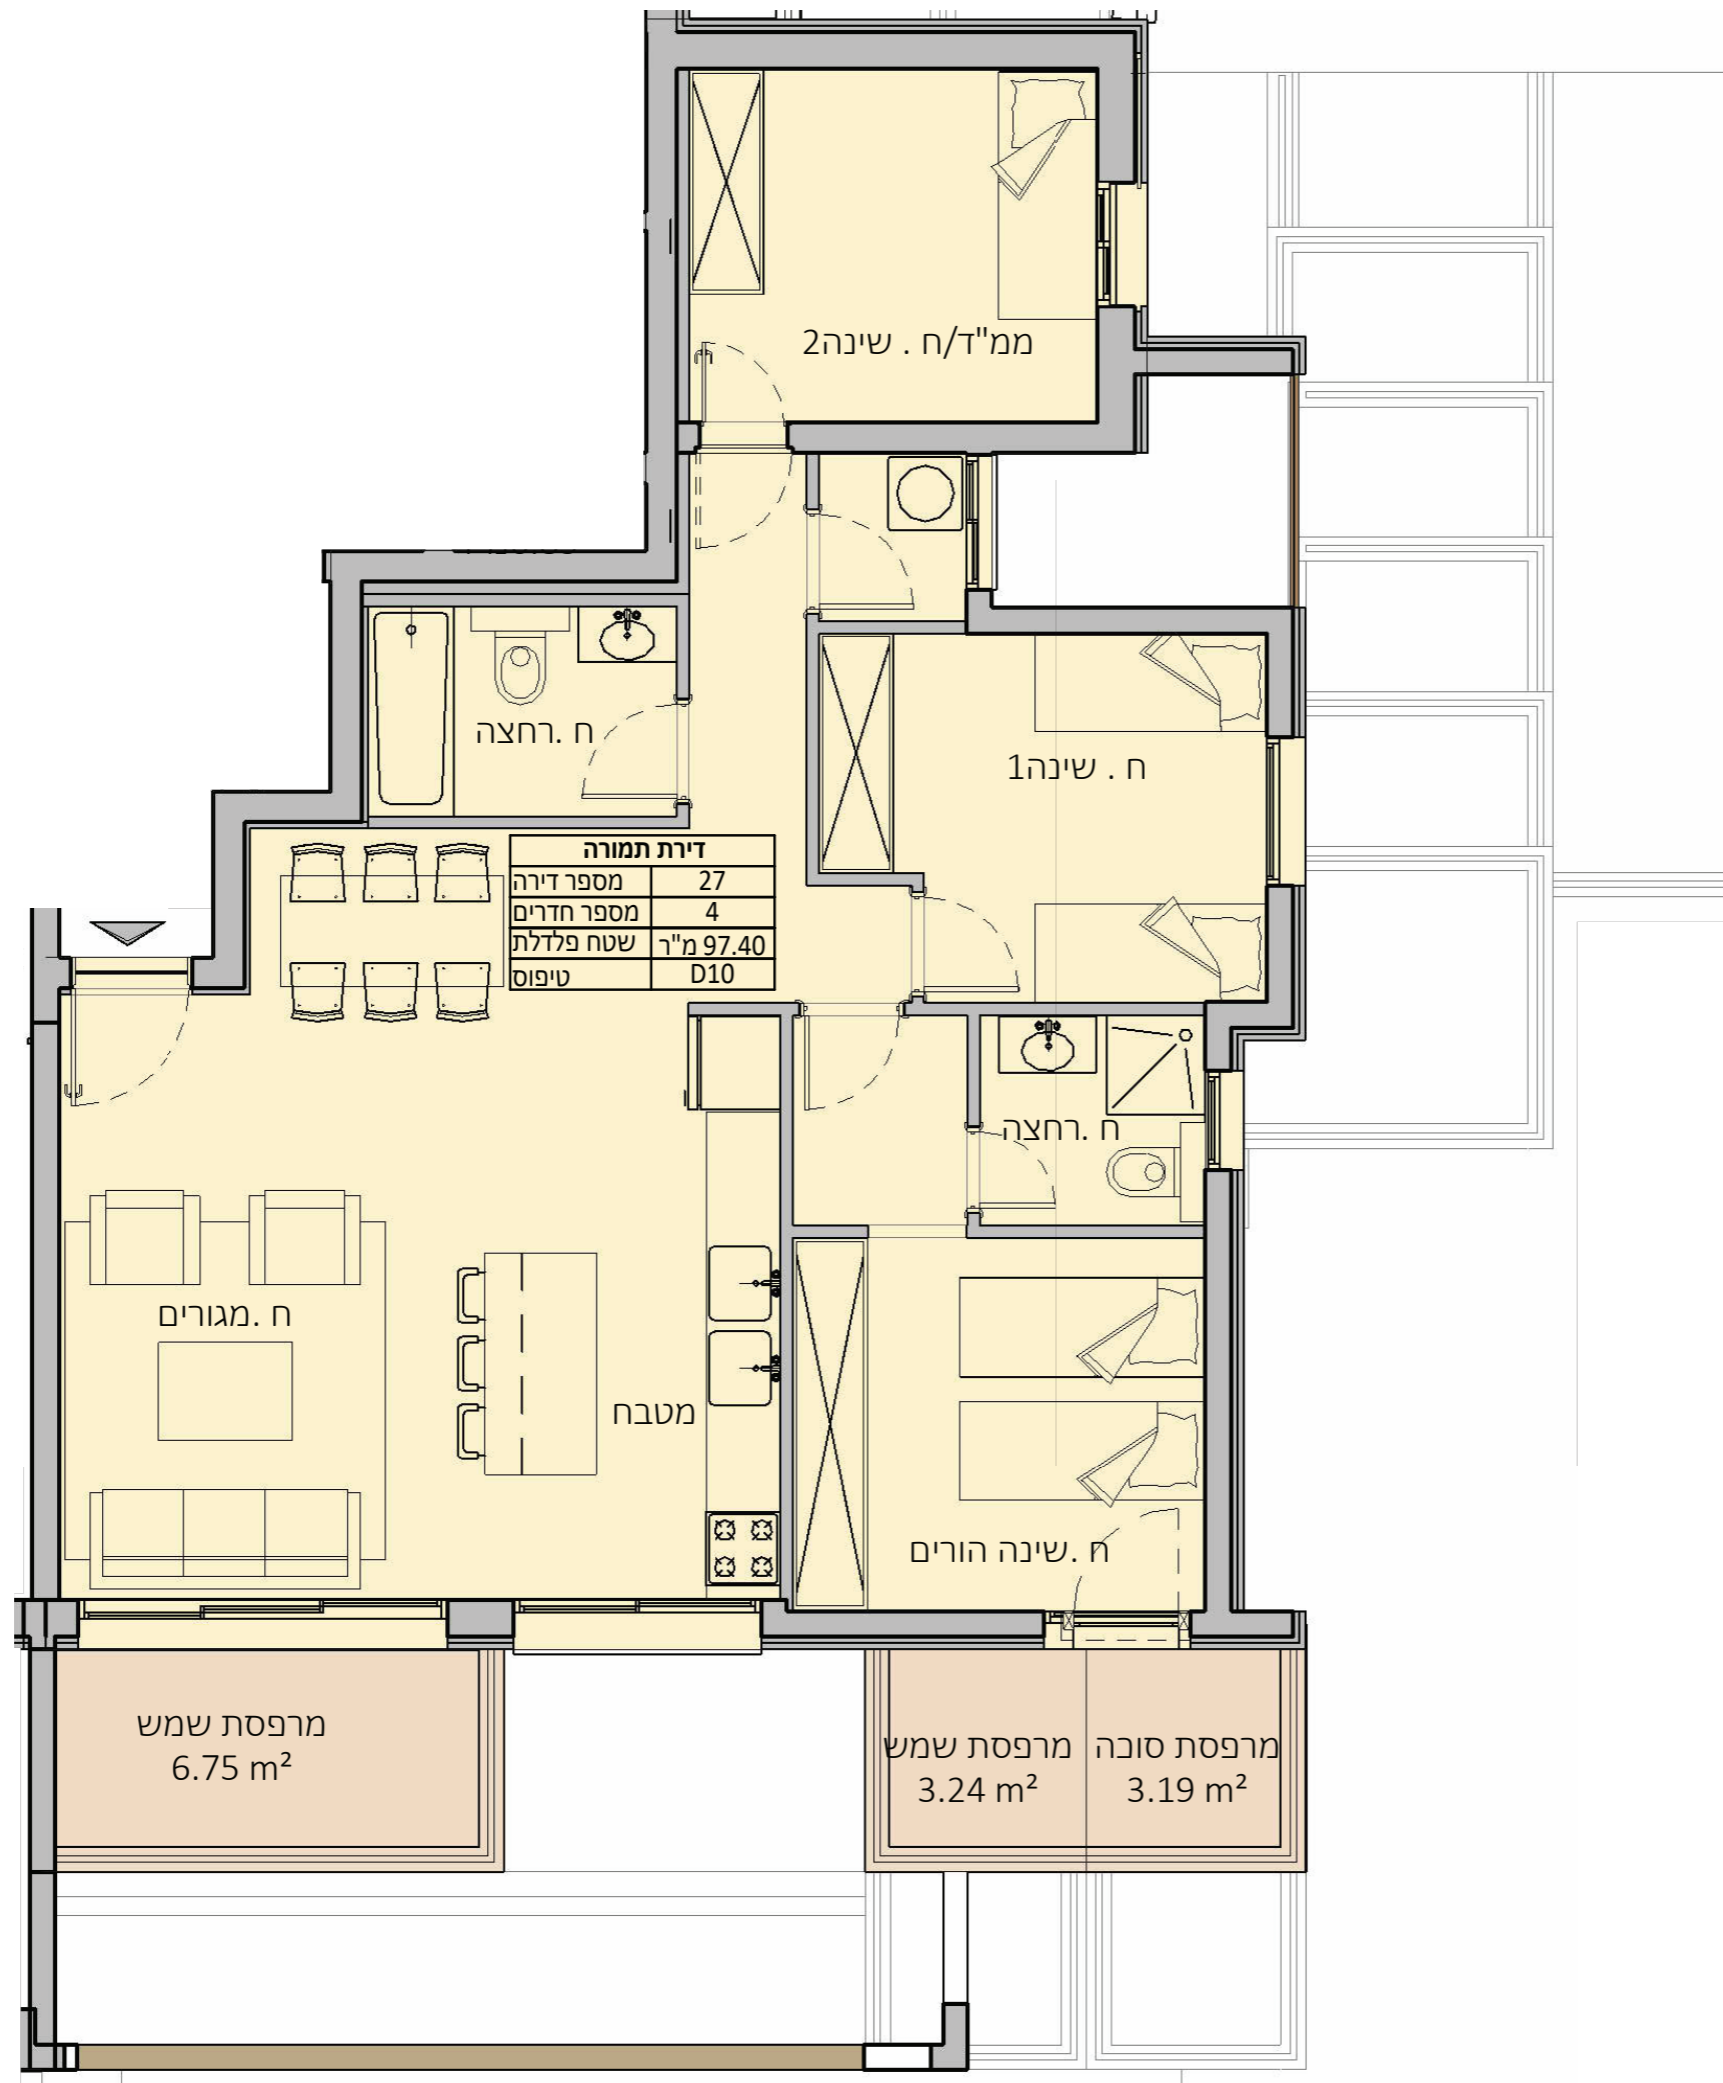 ממ"ד/ח . שינה2
ח .רחצה
ח . שינה1
דירת תמורה
מספר דירה 27
מספר חדרים 4
שטח פלדלת 97.40 מ"ר
טיפוס D10
ח .רחצה
ח .מגורים
מטבח
ח .שינה הורים
מרפסת שמש
6.75 m²
מרפסת שמש
3.24 m²
מרפסת סוכה
3.19 m²